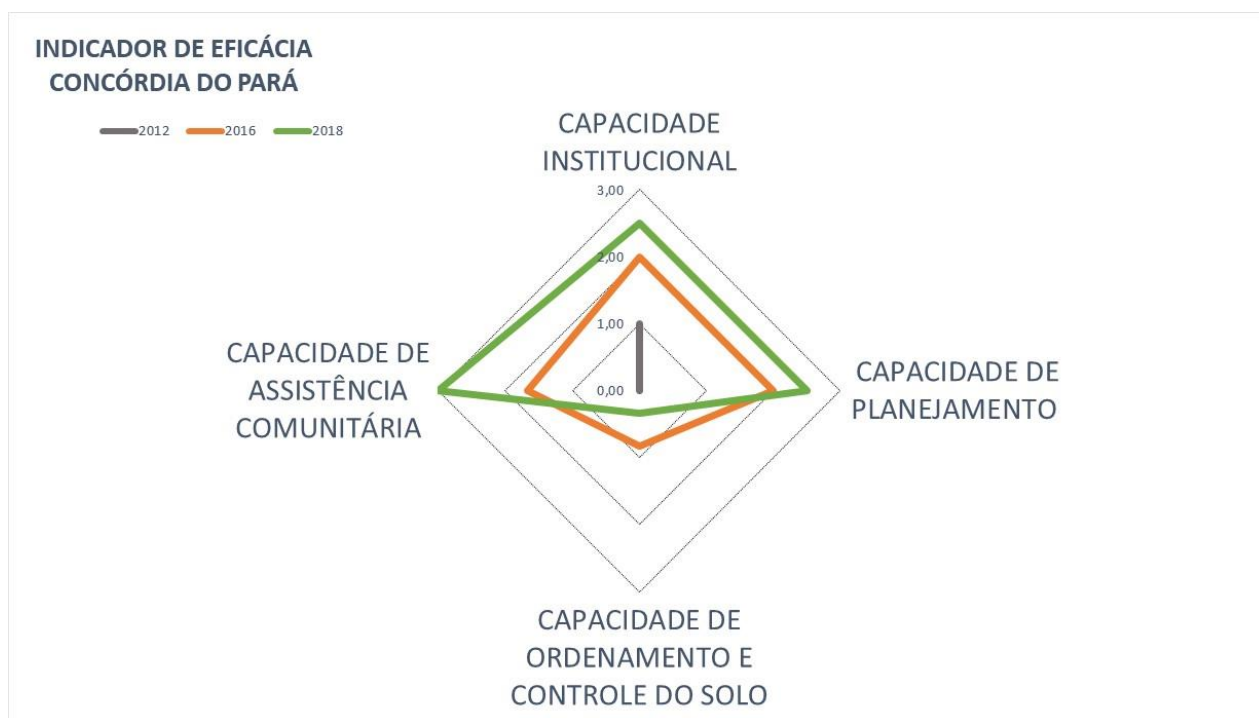 INDICADOR DE EFICÁCIA
CONCÓRDIA DO PARÁ
2012 2016 2018
CAPACIDADE
INSTITUCIONAL
3,00
2,00
1,00
0,00
CAPACIDADE DE
ASSISTÊNCIA
COMUNITÁRIA
CAPACIDADE DE
PLANEJAMENTO
CAPACIDADE DE
ORDENAMENTO E
CONTROLE DO SOLO